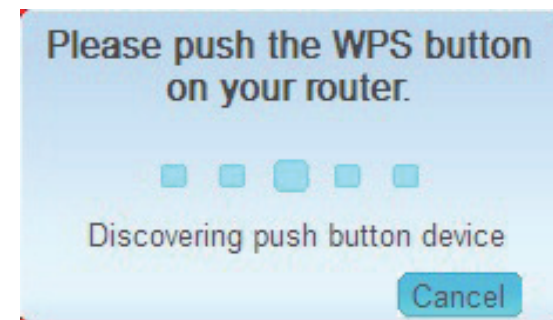 Please push the WPS button
on your router.
Discovering push button device
Cancel